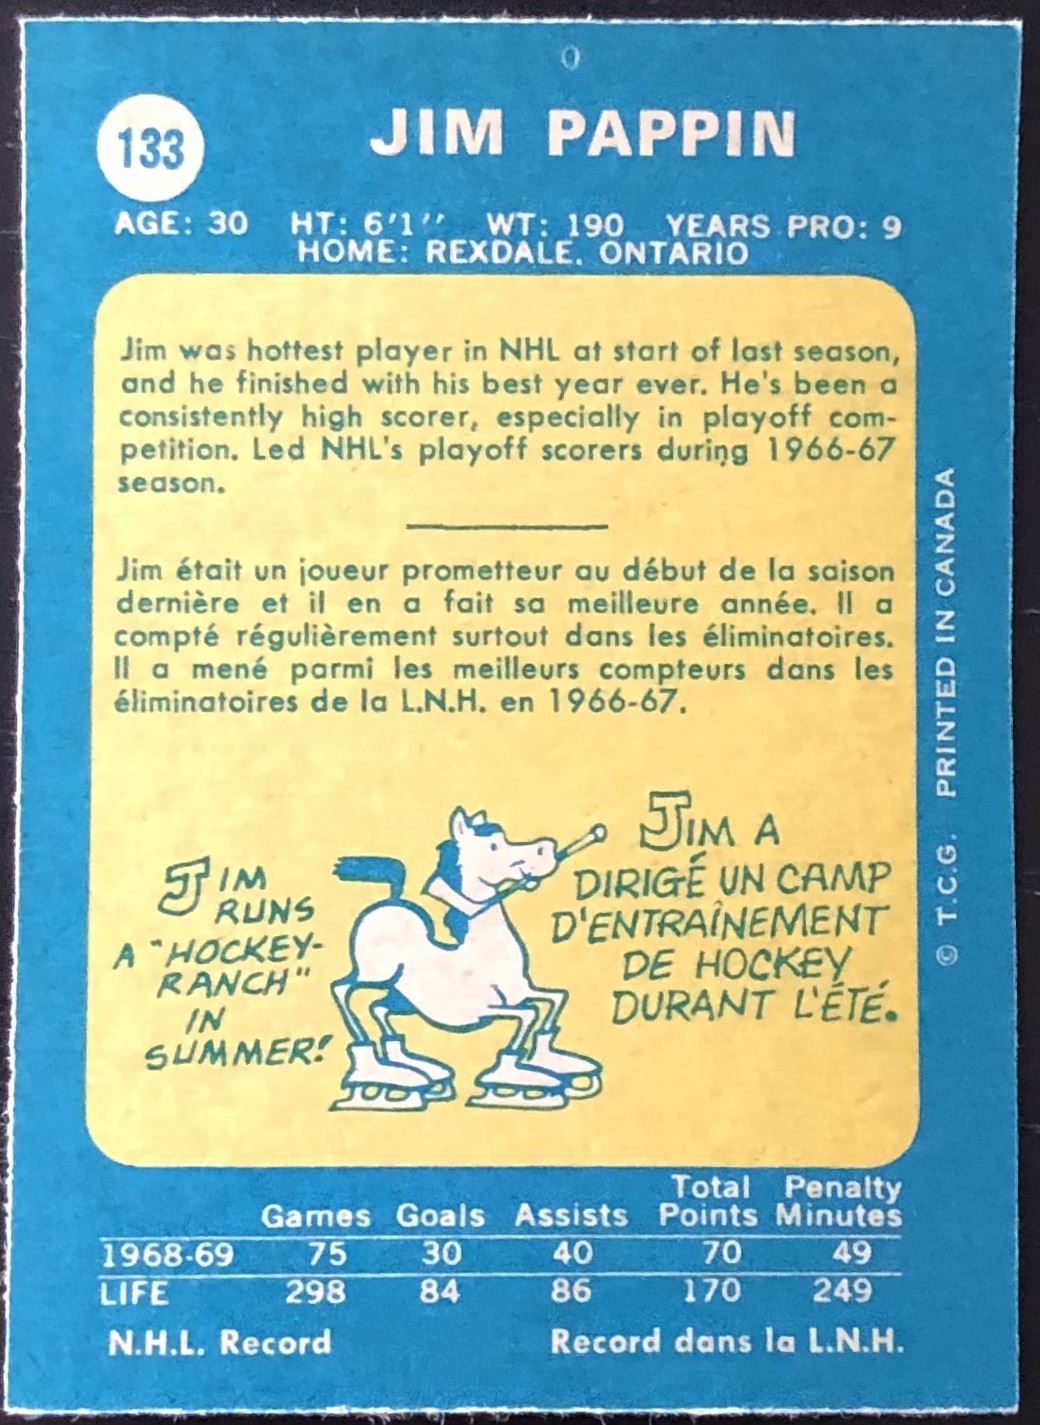 133
JIM PAPPIN
AGE: 30 HT: 6'1'' WT: 190 YEARS PRO: 9
HOME: REXDALE, ONTARIO
Jim was hottest player in NHL at start of last season,
and he finished with his best year ever. He's been a
consistently high scorer, especially in playoff com-
petition. Led NHL's playoff scorers during 1966-67
season.
Jim était un joueur prometteur au début de la saison
dernière et il en a fait sa meilleure année. Il a
compté régulièrement surtout dans les éliminatoires.
Il a mené parmi les meilleurs compteurs dans les
éliminatoires de la L.N.H. en 1966-67.
JIM
RUNS
A "HOCKEY-
RANCH"
IN
SUMMER!
JIM A
DIRIGÉ UN CAMP
D'ENTRAÎNEMENT
DE HOCKEY
DURANT L'ÉTÉ.
© T.C.G. PRINTED IN CANADA
Total Penalty
Games Goals Assists Points Minutes
1968-69 75 30 40 70 49
LIFE 298 84 86 170 249
N.H.L. Record Record dans la L.N.H.